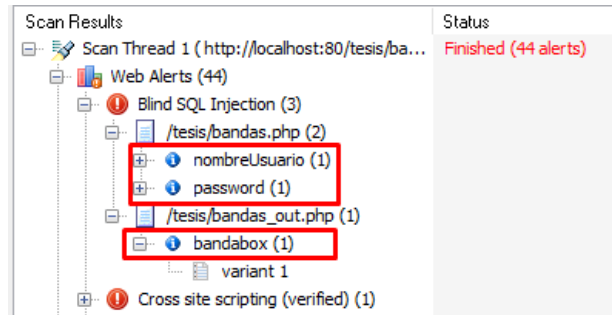 Scan Results Status
Scan Thread 1 ( http://localhost:80/tesis/ba... Finished (44 alerts)
Web Alerts (44)
Blind SQL Injection (3)
/tesis/bandas.php (2)
nombreUsuario (1)
password (1)
/tesis/bandas_out.php (1)
bandabox (1)
variant 1
Cross site scripting (verified) (1)